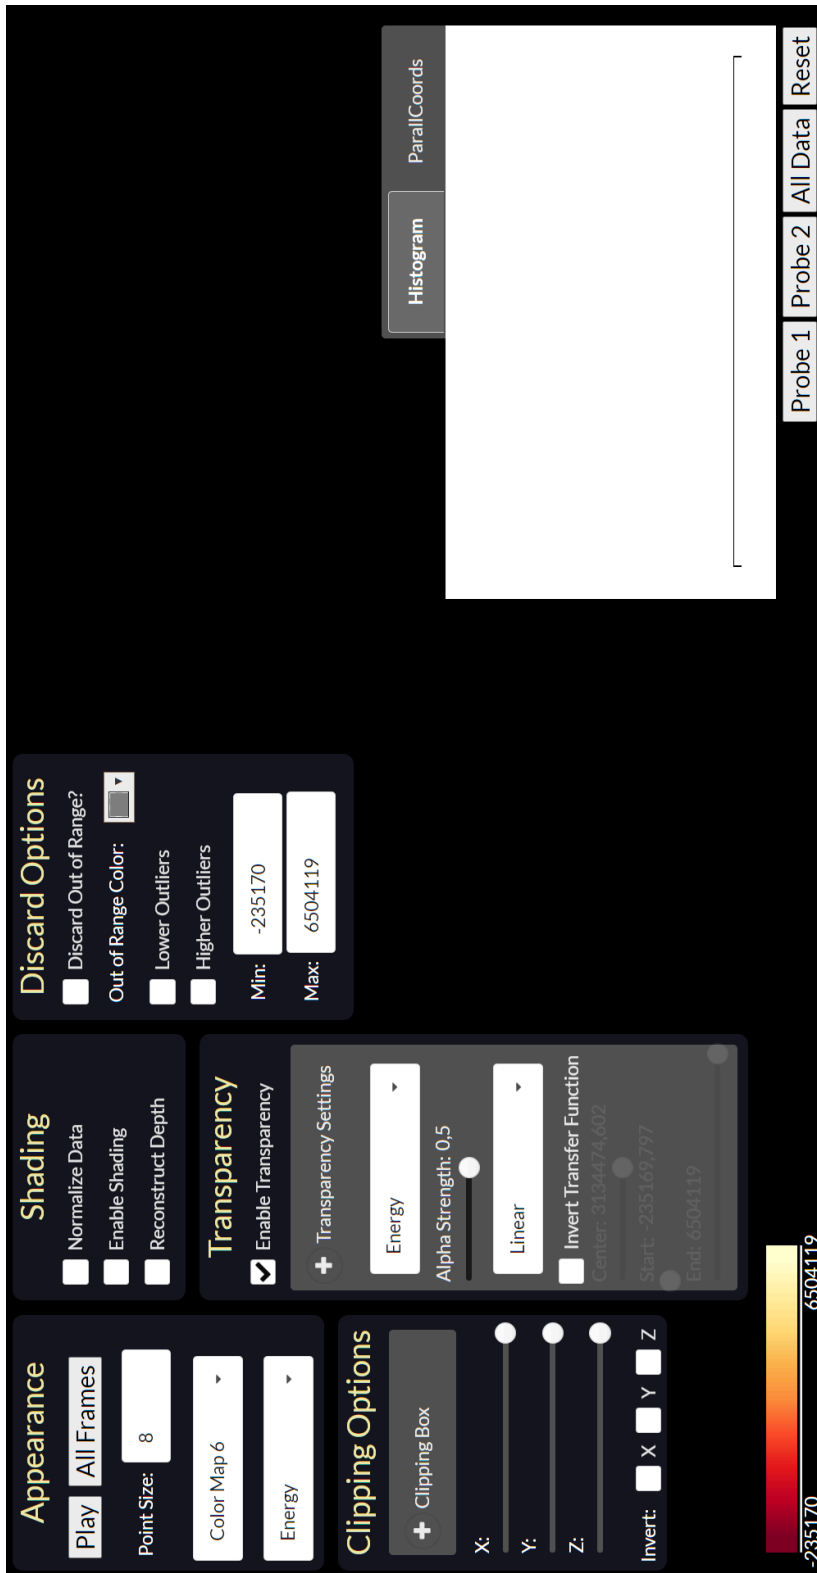 Appearance
Play All Frames
Point Size: 8
Color Map 6
Energy
Clipping Options
Clipping Box
X:
Y:
Z:
Invert: X Y Z
Shading
Normalize Data
Enable Shading
Reconstruct Depth
Transparency
Enable Transparency
Transparency Settings
Energy
Alpha Strength: 0,5
Linear
Invert Transfer Function
Center: 3134474,602
Start: -235169,797
End: 6504119
Discard Options
Discard Out of Range?
Out of Range Color:
Lower Outliers
Higher Outliers
Min: -235170
Max: 6504119
Histogram ParallCoords
Probe 1 Probe 2 All Data Reset
-235170 6504119